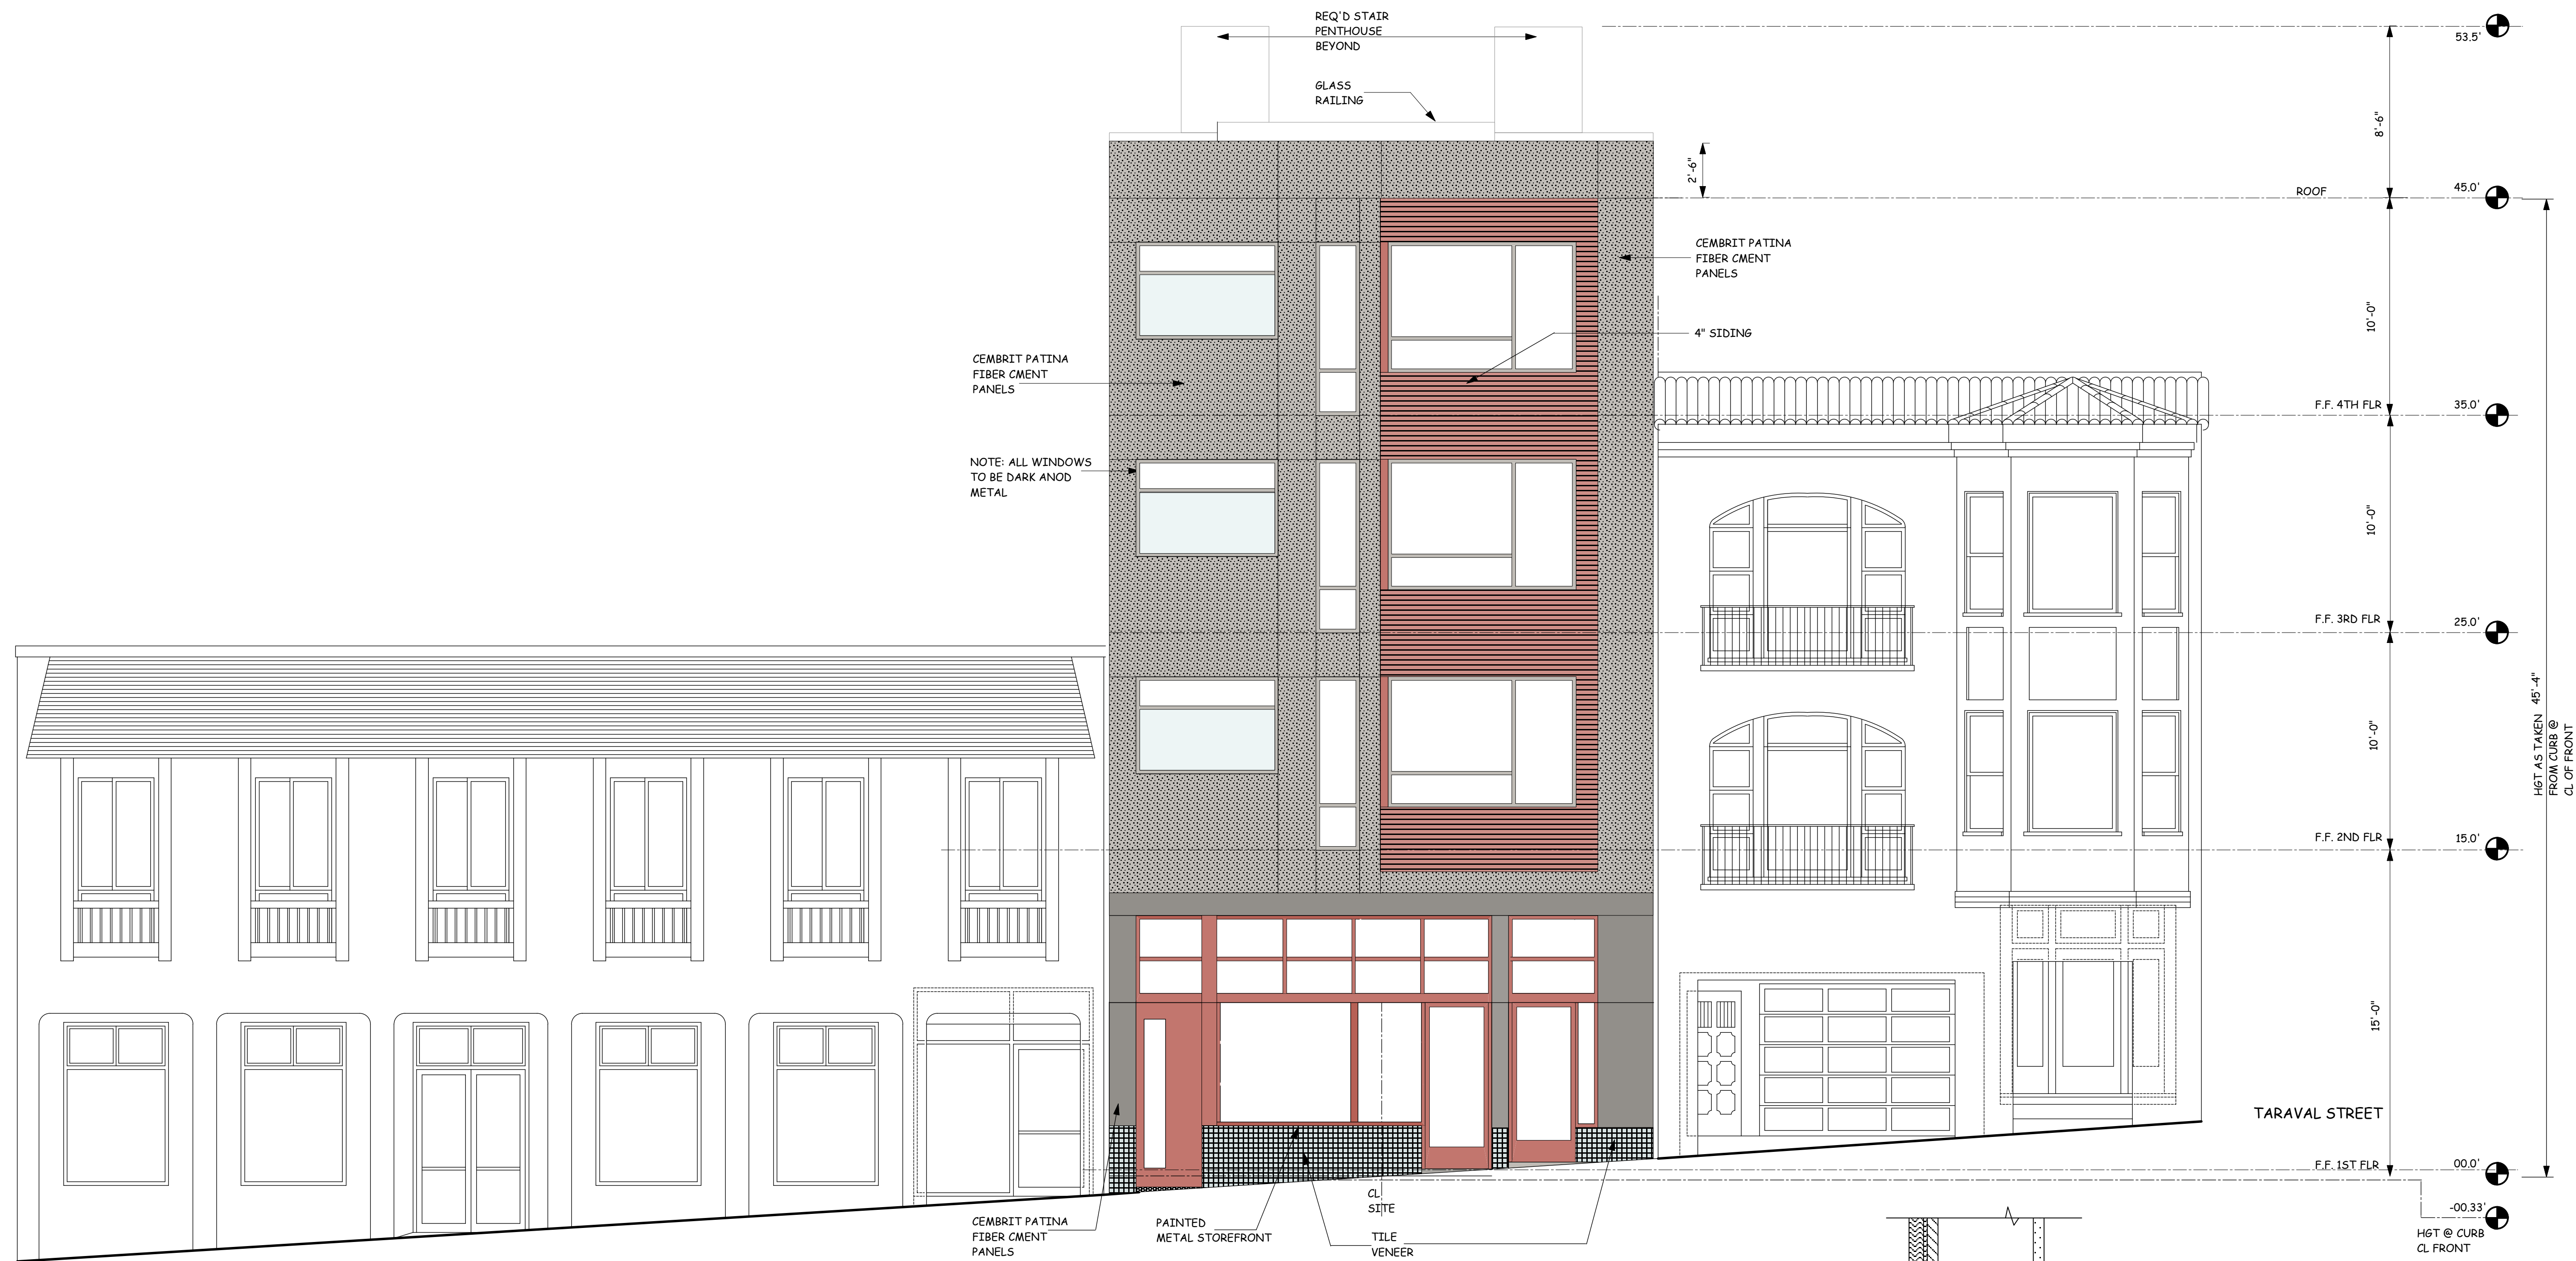 REQ'D STAIR
PENTHOUSE
BEYOND
53.5'
GLASS
RAILING
8'-6"
2'-6"
ROOF
45.0'
CEMBRIT PATINA
FIBER CMENT
PANELS
10'-0"
4" SIDING
CEMBRIT PATINA
FIBER CMENT
PANELS
F.F. 4TH FLR
35.0'
NOTE: ALL WINDOWS
TO BE DARK ANOD
METAL
10'-0"
F.F. 3RD FLR
25.0'
10'-0"
HGT AS TAKEN 45'-4"
FROM CURB @
CL OF FRONT
F.F. 2ND FLR
15.0'
15'-0"
TARAVAL STREET
F.F. 1ST FLR
00.0'
CL
SITE
-00.33'
HGT @ CURB
CL FRONT
CEMBRIT PATINA
FIBER CMENT
PANELS
PAINTED
METAL STOREFRONT
TILE
VENEER